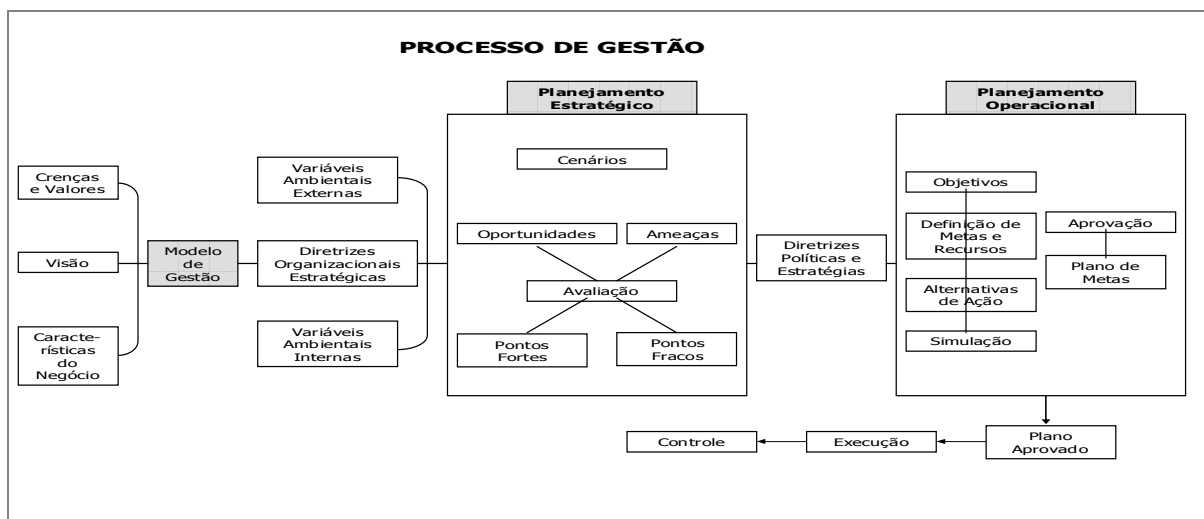 PROCESSO DE GESTÃO
Crenças
e Valores
Visão
Caracte-
rísticas
do
Negócio
Modelo
de
Gestão
Variáveis
Ambientais
Externas
Diretrizes
Organizacionais
Estratégicas
Variáveis
Ambientais
Internas
Planejamento
Estratégico
Cenários
Oportunidades
Ameaças
Avaliação
Pontos
Fortes
Pontos
Fracos
Diretrizes
Políticas e
Estratégias
Planejamento
Operacional
Objetivos
Definição de
Metas e
Recursos
Alternativas
de Ação
Simulação
Aprovação
Plano de
Metas
Plano
Aprovado
Execução
Controle